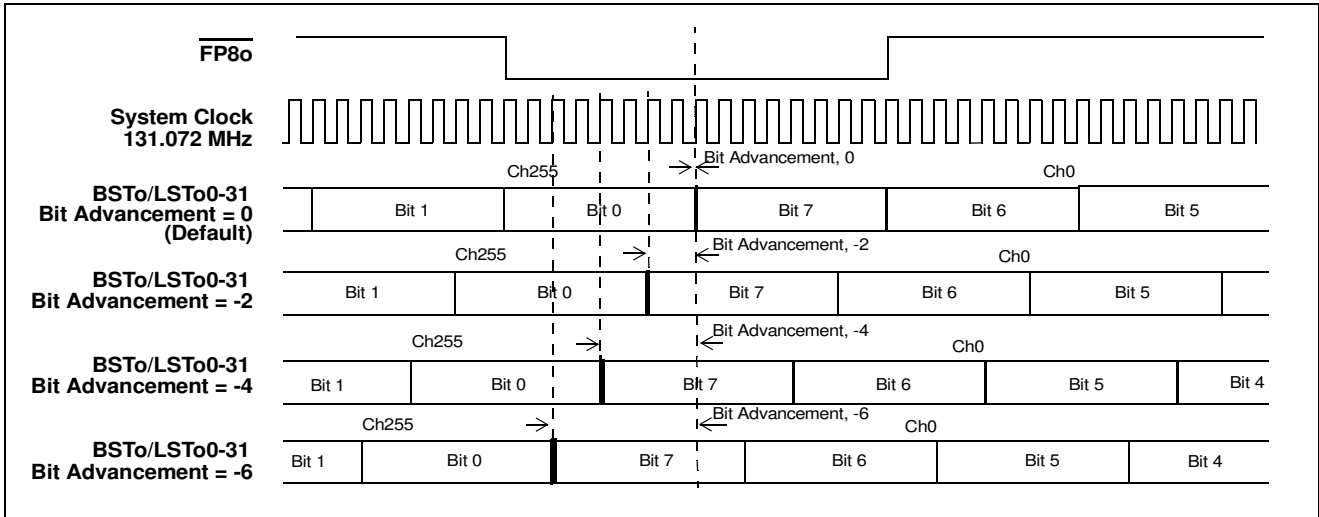 FP8o
System Clock
131.072 MHz
Bit Advancement, 0
Ch255
Ch0
BSTo/LSTo0-31
Bit Advancement = 0
(Default)
Bit 1
Bit 0
Bit 7
Bit 6
Bit 5
Bit Advancement, -2
Ch255
Ch0
BSTo/LSTo0-31
Bit Advancement = -2
Bit 1
Bit 0
Bit 7
Bit 6
Bit 5
Bit Advancement, -4
Ch255
Ch0
BSTo/LSTo0-31
Bit Advancement = -4
Bit 1
Bit 0
Bit 7
Bit 6
Bit 5
Bit 4
Bit Advancement, -6
Ch255
Ch0
BSTo/LSTo0-31
Bit Advancement = -6
Bit 1
Bit 0
Bit 7
Bit 6
Bit 5
Bit 4